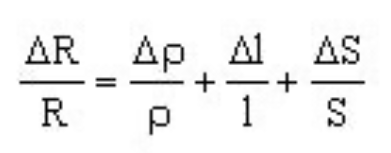 ΔR/R = Δρ/ρ + Δl/l + ΔS/S